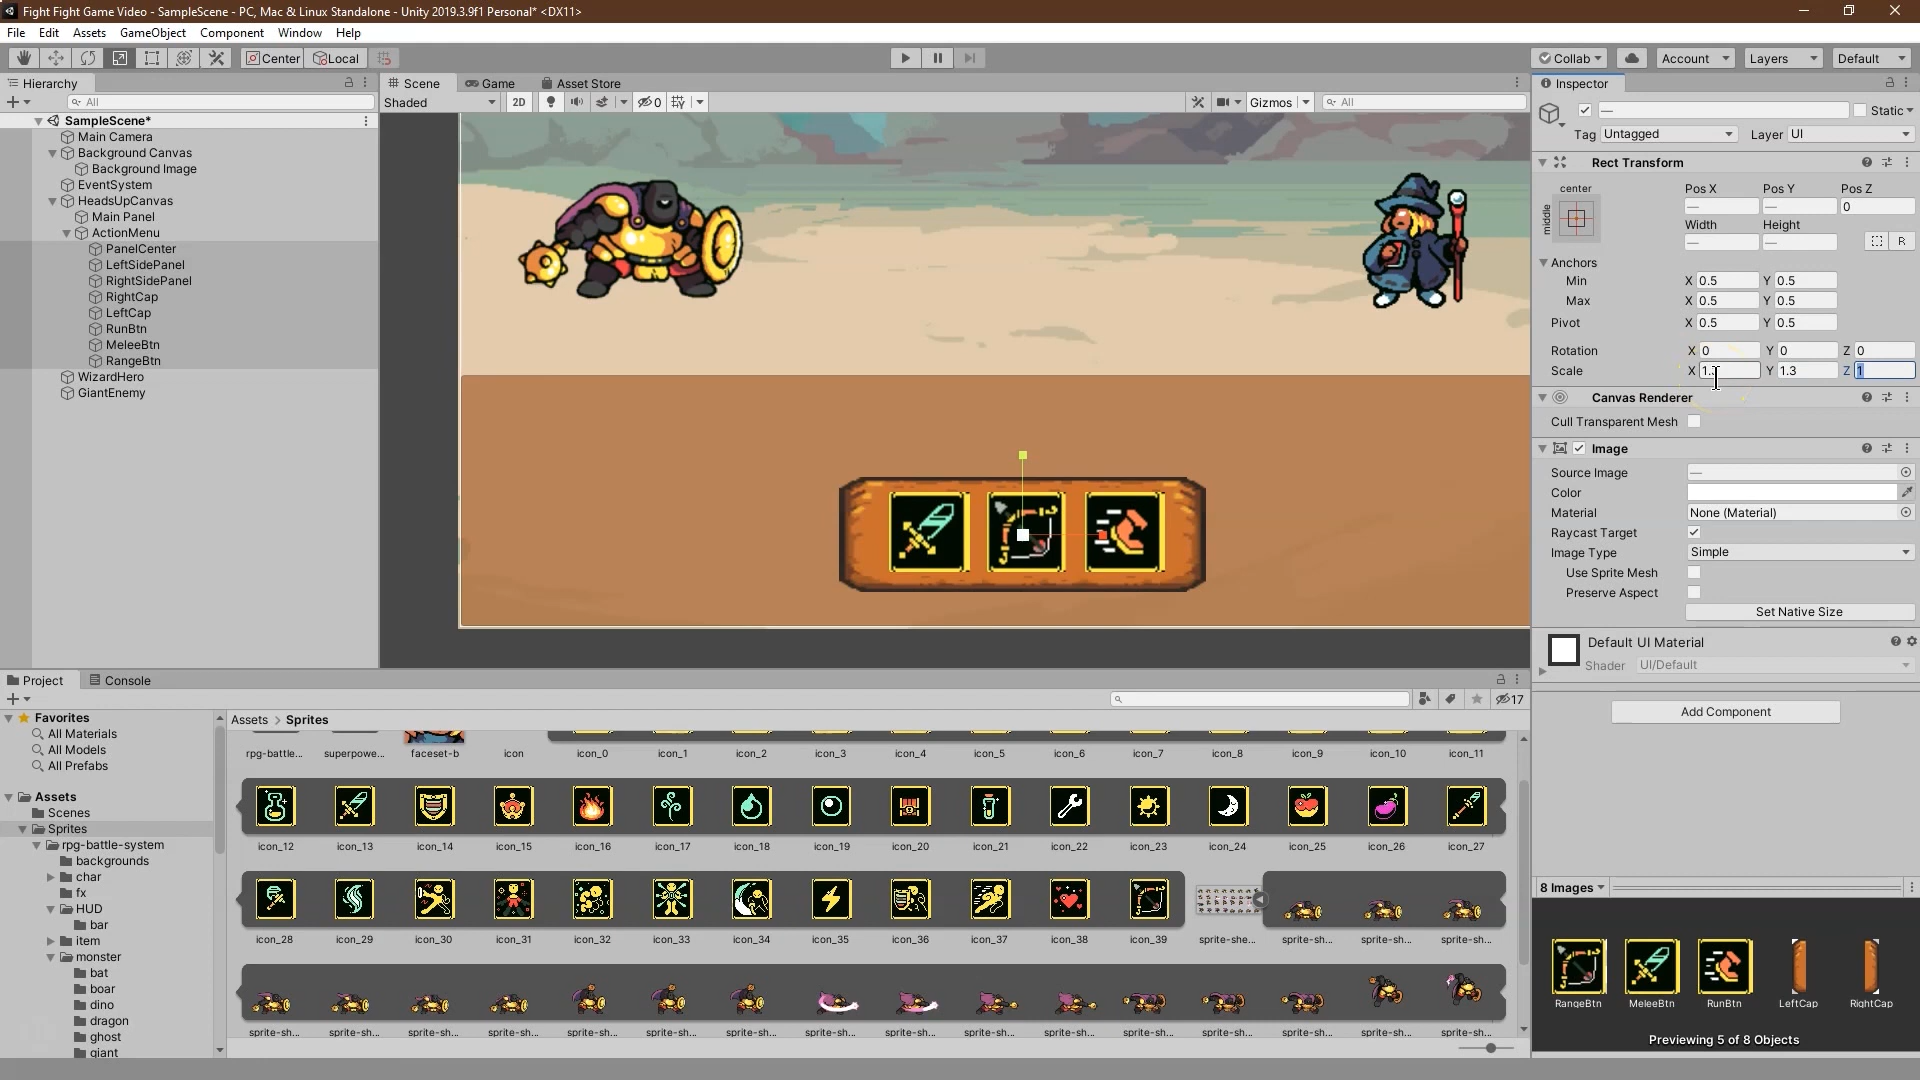 Fight Fight Game Video - SampleScene - PC, Mac & Linux Standalone - Unity 2019.3.9f1 Personal* <DX11>
File Edit Assets GameObject Component Window Help
Center Local Collab Account Layers Default
Hierarchy
All
SampleScene*
Main Camera
Background Canvas
Background Image
EventSystem
HeadsUpCanvas
Main Panel
ActionMenu
PanelCenter
LeftSidePanel
RightSidePanel
RightCap
LeftCap
RunBtn
MeleeBtn
RangeBtn
WizardHero
GiantEnemy
Scene Game Asset Store
Shaded 2D 0 Gizmos All
Inspector
— Static
Tag Untagged Layer UI
Rect Transform
center
middle
Pos X Pos Y Pos Z
— — 0
Width Height
— — R
Anchors
Min X 0.5 Y 0.5
Max X 0.5 Y 0.5
Pivot X 0.5 Y 0.5
Rotation X 0 Y 0 Z 0
Scale X 1.3 Y 1.3 Z 1
Canvas Renderer
Cull Transparent Mesh
Image
Source Image —
Color
Material None (Material)
Raycast Target
Image Type Simple
Use Sprite Mesh
Preserve Aspect
Set Native Size
Default UI Material
Shader UI/Default
Add Component
8 Images
RangeBtn MeleeBtn RunBtn LeftCap RightCap
Previewing 5 of 8 Objects
Project Console
17
Favorites
All Materials
All Models
All Prefabs
Assets
Scenes
Sprites
rpg-battle-system
backgrounds
char
fx
HUD
bar
item
monster
bat
boar
dino
dragon
ghost
giant
Assets > Sprites
rpg-battle... superpowe... faceset-b icon icon_0 icon_1 icon_2 icon_3 icon_4 icon_5 icon_6 icon_7 icon_8 icon_9 icon_10 icon_11
icon_12 icon_13 icon_14 icon_15 icon_16 icon_17 icon_18 icon_19 icon_20 icon_21 icon_22 icon_23 icon_24 icon_25 icon_26 icon_27
icon_28 icon_29 icon_30 icon_31 icon_32 icon_33 icon_34 icon_35 icon_36 icon_37 icon_38 icon_39 sprite-she... sprite-sh... sprite-sh... sprite-sh...
sprite-sh... sprite-sh... sprite-sh... sprite-sh... sprite-sh... sprite-sh... sprite-sh... sprite-sh... sprite-sh... sprite-sh... sprite-sh... sprite-sh... sprite-sh... sprite-sh... sprite-sh... sprite-sh...